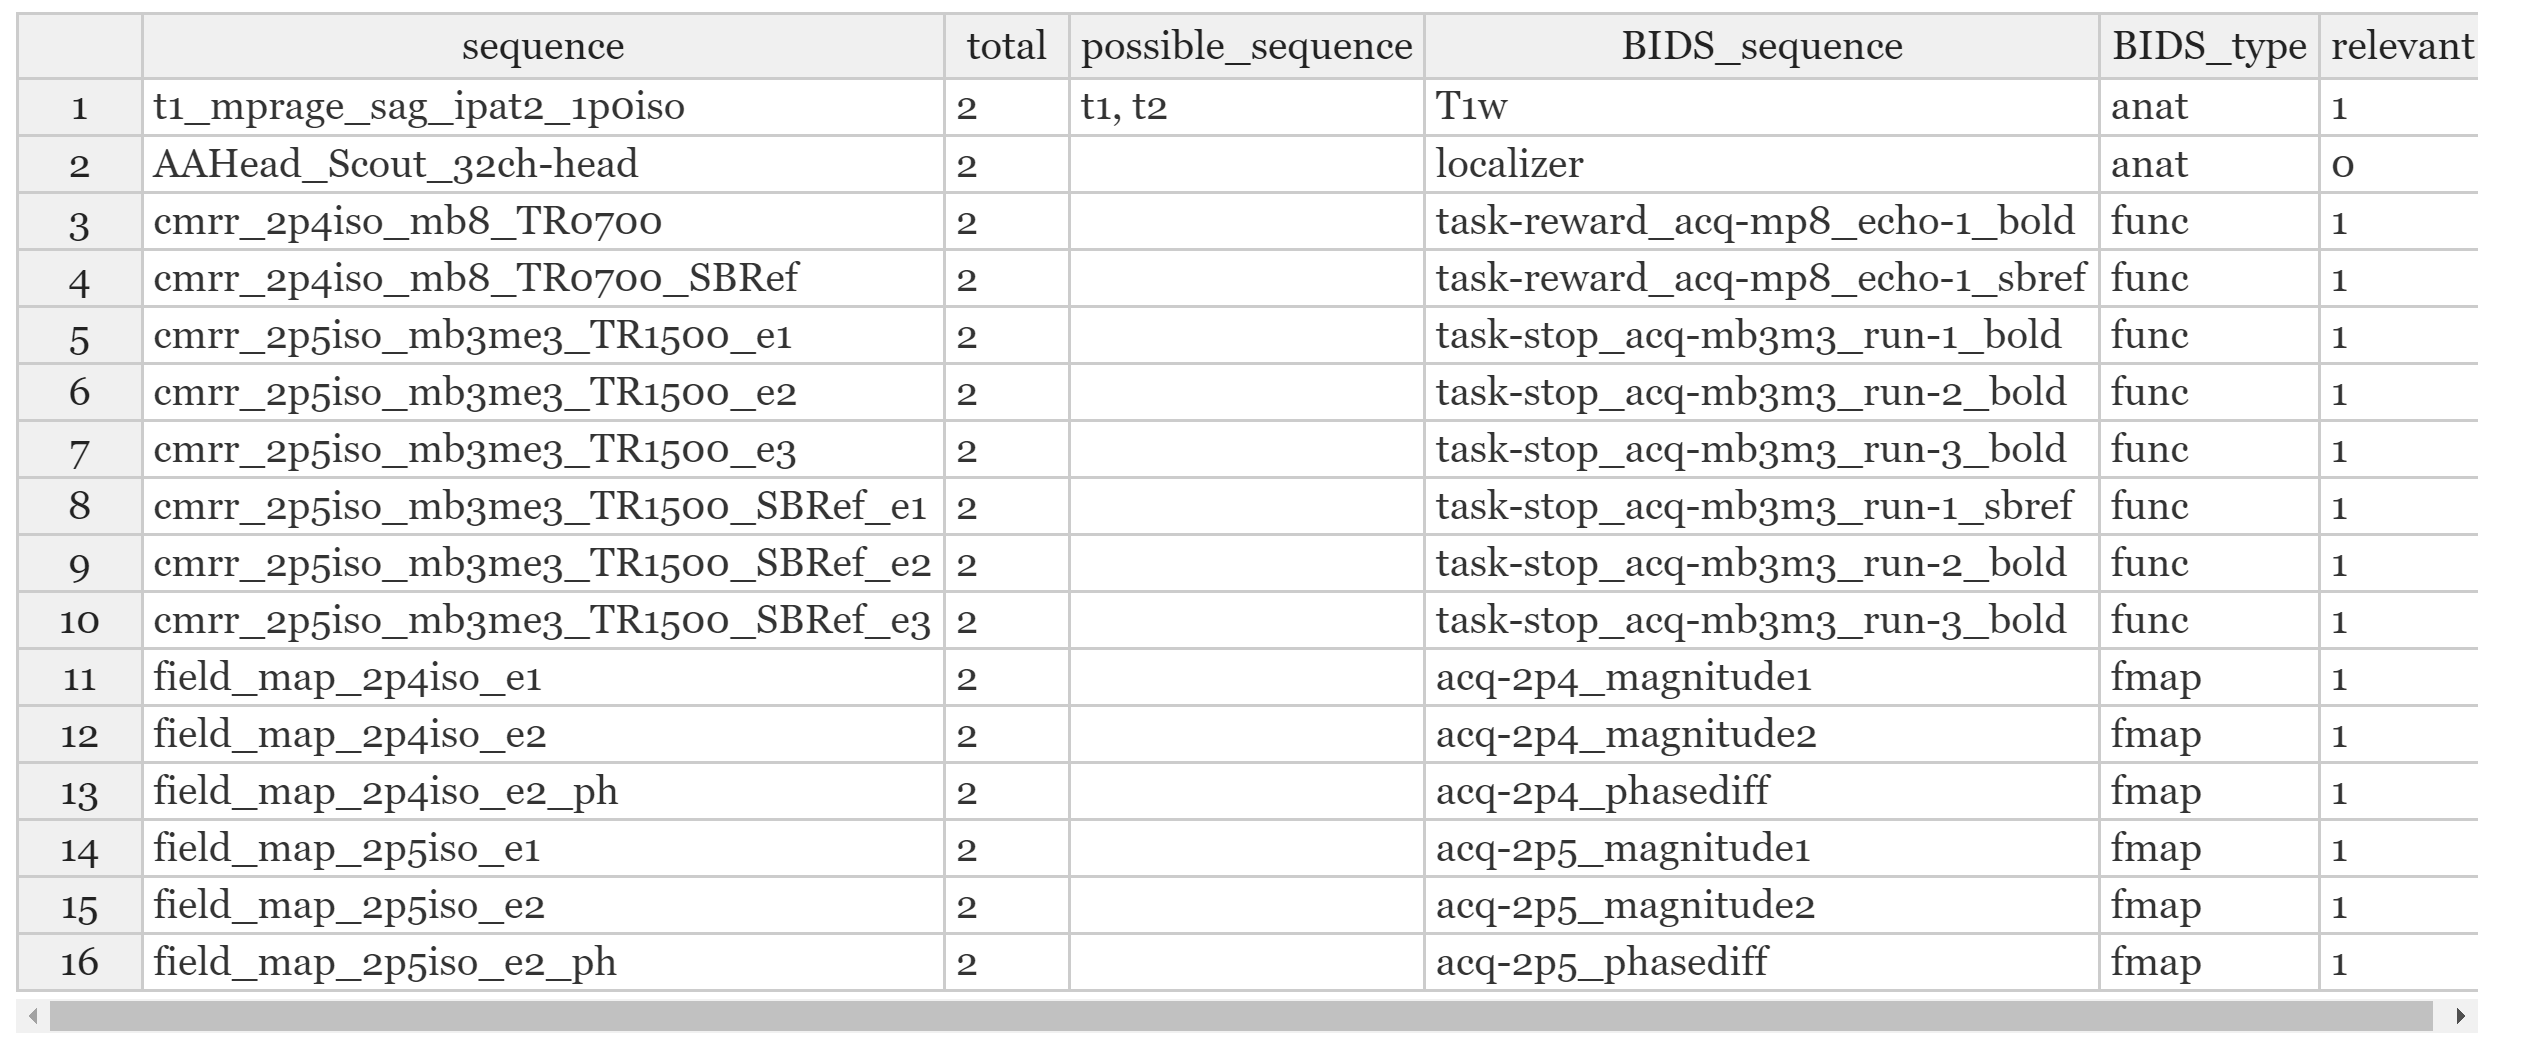 sequence total possible_sequence BIDS_sequence BIDS_type relevant
1 t1_mprage_sag_ipat2_1p0iso 2 t1, t2 T1w anat 1
2 AAHead_Scout_32ch-head 2 localizer anat 0
3 cmrr_2p4iso_mb8_TR0700 2 task-reward_acq-mp8_echo-1_bold func 1
4 cmrr_2p4iso_mb8_TR0700_SBRef 2 task-reward_acq-mp8_echo-1_sbref func 1
5 cmrr_2p5iso_mb3me3_TR1500_e1 2 task-stop_acq-mb3m3_run-1_bold func 1
6 cmrr_2p5iso_mb3me3_TR1500_e2 2 task-stop_acq-mb3m3_run-2_bold func 1
7 cmrr_2p5iso_mb3me3_TR1500_e3 2 task-stop_acq-mb3m3_run-3_bold func 1
8 cmrr_2p5iso_mb3me3_TR1500_SBRef_e1 2 task-stop_acq-mb3m3_run-1_sbref func 1
9 cmrr_2p5iso_mb3me3_TR1500_SBRef_e2 2 task-stop_acq-mb3m3_run-2_bold func 1
10 cmrr_2p5iso_mb3me3_TR1500_SBRef_e3 2 task-stop_acq-mb3m3_run-3_bold func 1
11 field_map_2p4iso_e1 2 acq-2p4_magnitude1 fmap 1
12 field_map_2p4iso_e2 2 acq-2p4_magnitude2 fmap 1
13 field_map_2p4iso_e2_ph 2 acq-2p4_phasediff fmap 1
14 field_map_2p5iso_e1 2 acq-2p5_magnitude1 fmap 1
15 field_map_2p5iso_e2 2 acq-2p5_magnitude2 fmap 1
16 field_map_2p5iso_e2_ph 2 acq-2p5_phasediff fmap 1